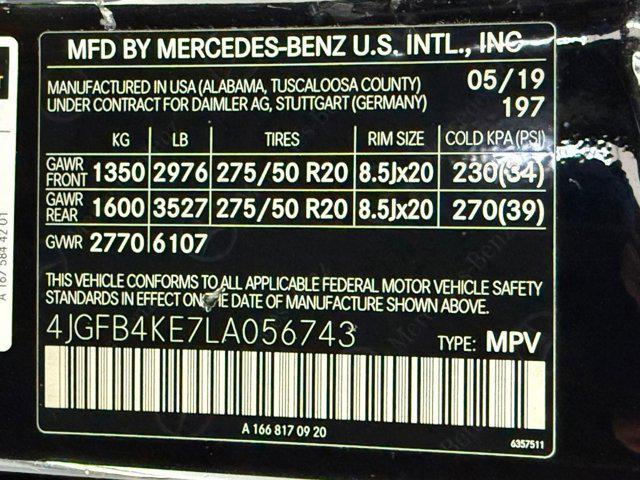 MFD BY MERCEDES-BENZ U.S. INTL., INC
MANUFACTURED IN USA (ALABAMA, TUSCALOOSA COUNTY) 05/19
UNDER CONTRACT FOR DAIMLER AG, STUTTGART (GERMANY) 197
KG LB TIRES RIM SIZE COLD KPA (PSI)
GAWR FRONT 1350 2976 275/50 R20 8.5Jx20 230(34)
GAWR REAR 1600 3527 275/50 R20 8.5Jx20 270(39)
GVWR 2770 6107
THIS VEHICLE CONFORMS TO ALL APPLICABLE FEDERAL MOTOR VEHICLE SAFETY
STANDARDS IN EFFECT ON THE DATE OF MANUFACTURE SHOWN ABOVE.
4JGFB4KE7LA056743 TYPE: MPV
A 166 817 09 20
6357511
A 167 584 42 01